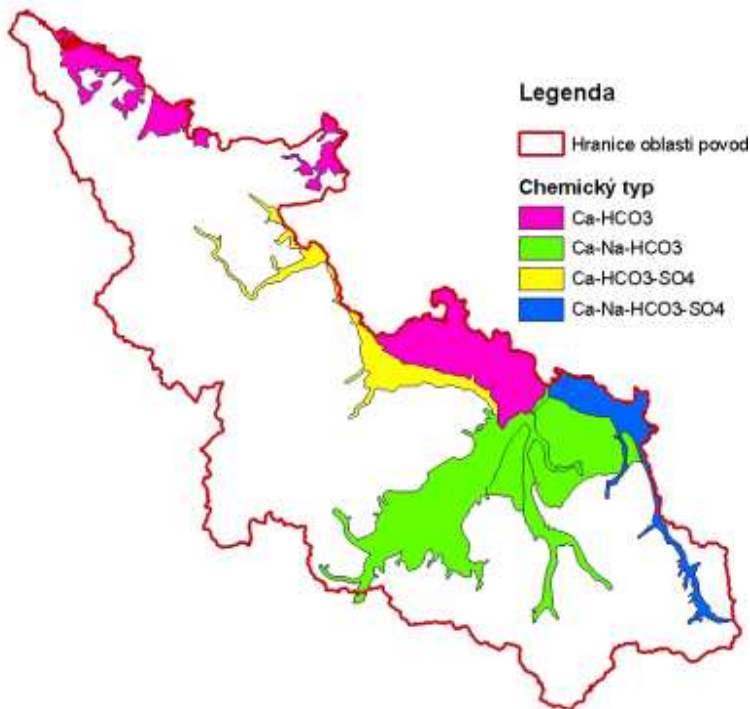 Legenda
Hranice oblasti povod
Chemický typ
Ca-HCO3
Ca-Na-HCO3
Ca-HCO3-SO4
Ca-Na-HCO3-SO4